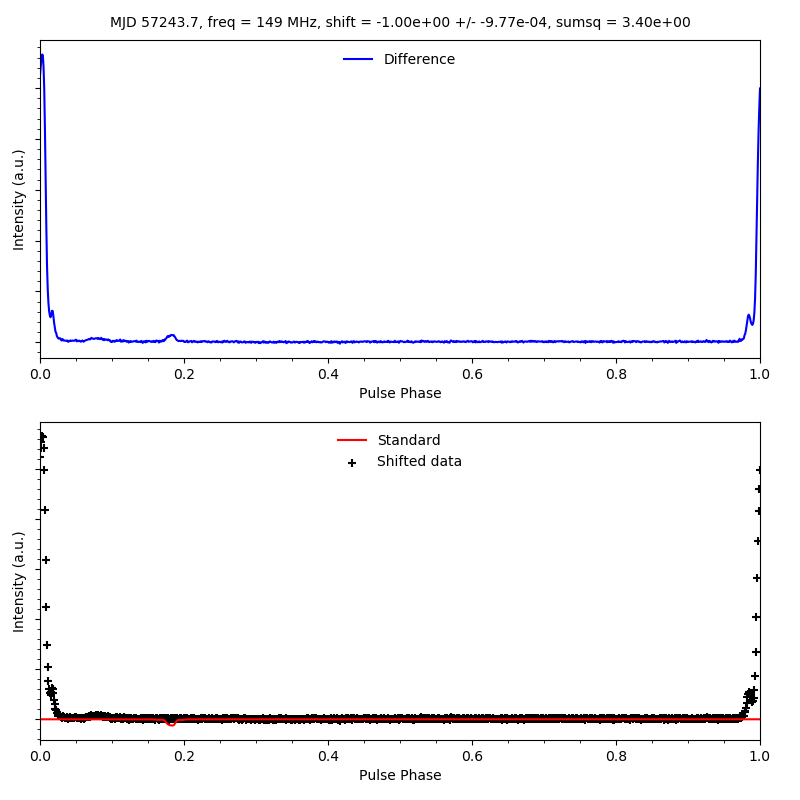 MJD 57243.7, freq = 149 MHz, shift = -1.00e+00 +/- -9.77e-04, sumsq = 3.40e+00
Difference
Intensity (a.u.)
0.0 0.2 0.4 0.6 0.8 1.0
Pulse Phase
Standard
Shifted data
Intensity (a.u.)
0.0 0.2 0.4 0.6 0.8 1.0
Pulse Phase